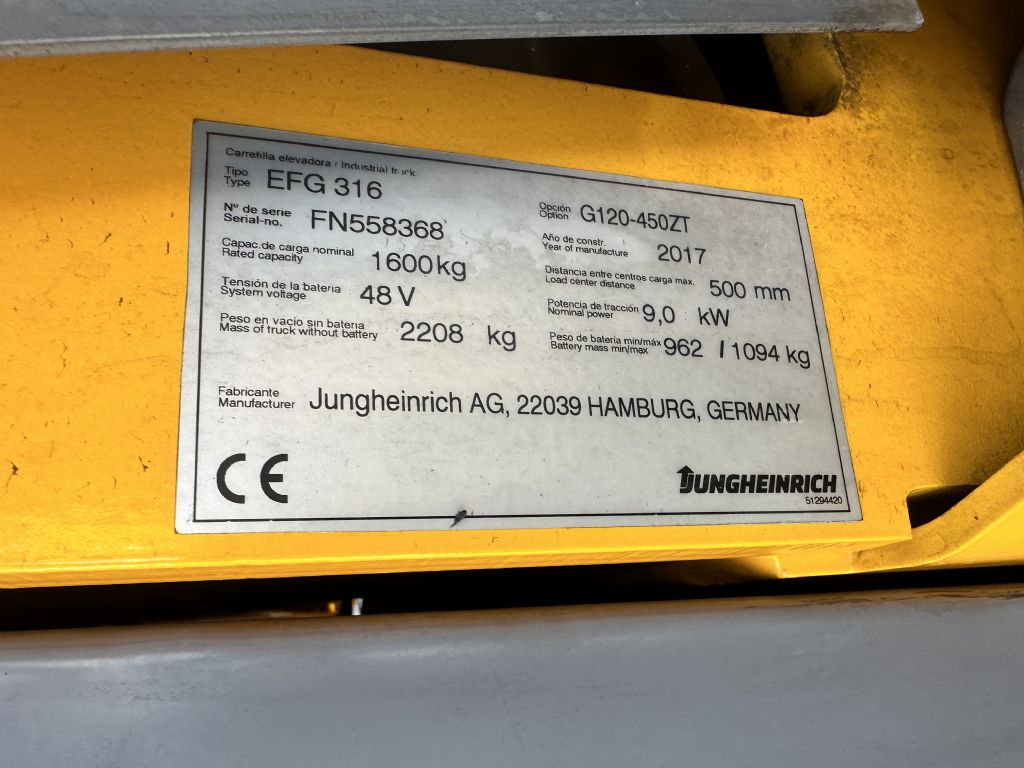 Carretilla elevadora / Industrial truck
Tipo
Type EFG 316
Opción
Option G120-450ZT
N° de serie
Serial-no. FN558368
Año de constr.
Year of manufacture 2017
Capac.de carga nominal
Rated capacity 1600 kg
Distancia entre centros carga máx.
Load center distance 500 mm
Tensión de la batería
System voltage 48 V
Potencia de tracción
Nominal power 9,0 kW
Peso en vacío sin batería
Mass of truck without battery 2208 kg
Peso de batería min/máx
Battery mass min/max 962 / 1094 kg
Fabricante
Manufacturer Jungheinrich AG, 22039 HAMBURG, GERMANY
CE
JUNGHEINRICH
51294420